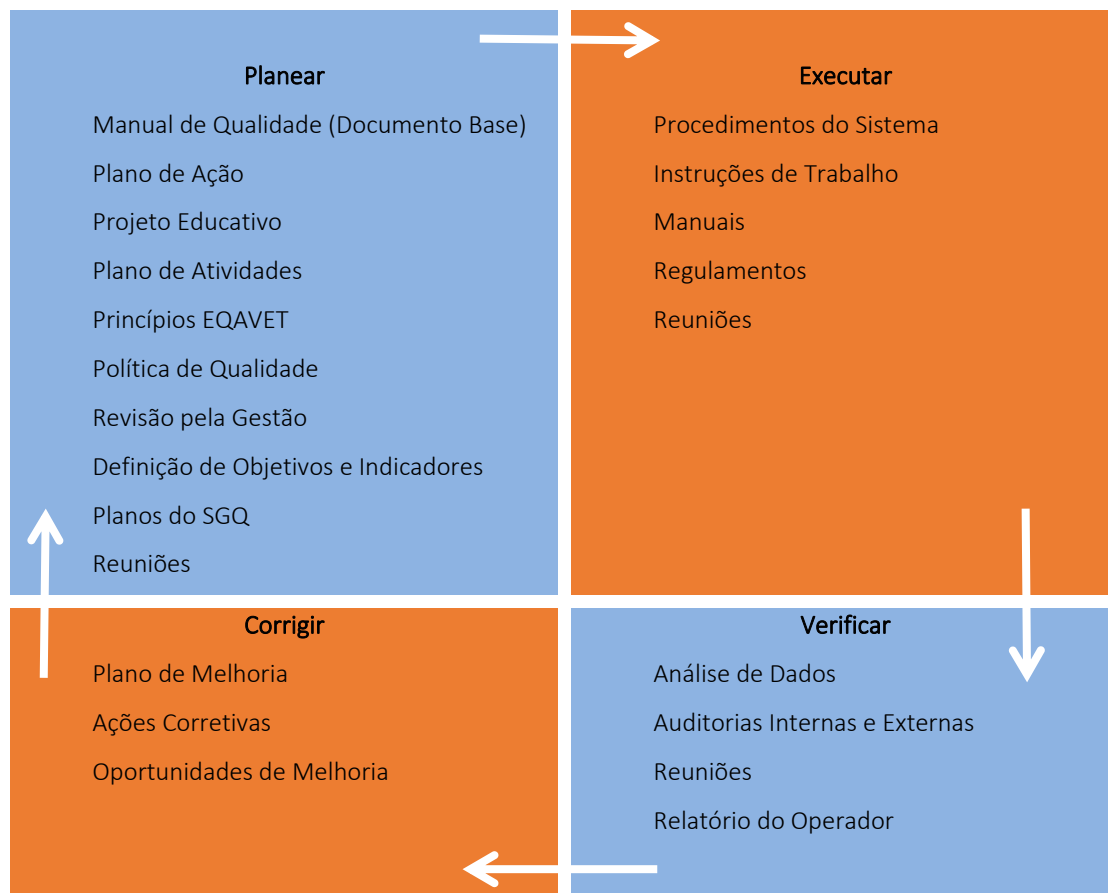 Planear
Manual de Qualidade (Documento Base)
Plano de Ação
Projeto Educativo
Plano de Atividades
Princípios EQAVET
Política de Qualidade
Revisão pela Gestão
Definição de Objetivos e Indicadores
Planos do SGQ
Reuniões
Executar
Procedimentos do Sistema
Instruções de Trabalho
Manuais
Regulamentos
Reuniões
Corrigir
Plano de Melhoria
Ações Corretivas
Oportunidades de Melhoria
Verificar
Análise de Dados
Auditorias Internas e Externas
Reuniões
Relatório do Operador